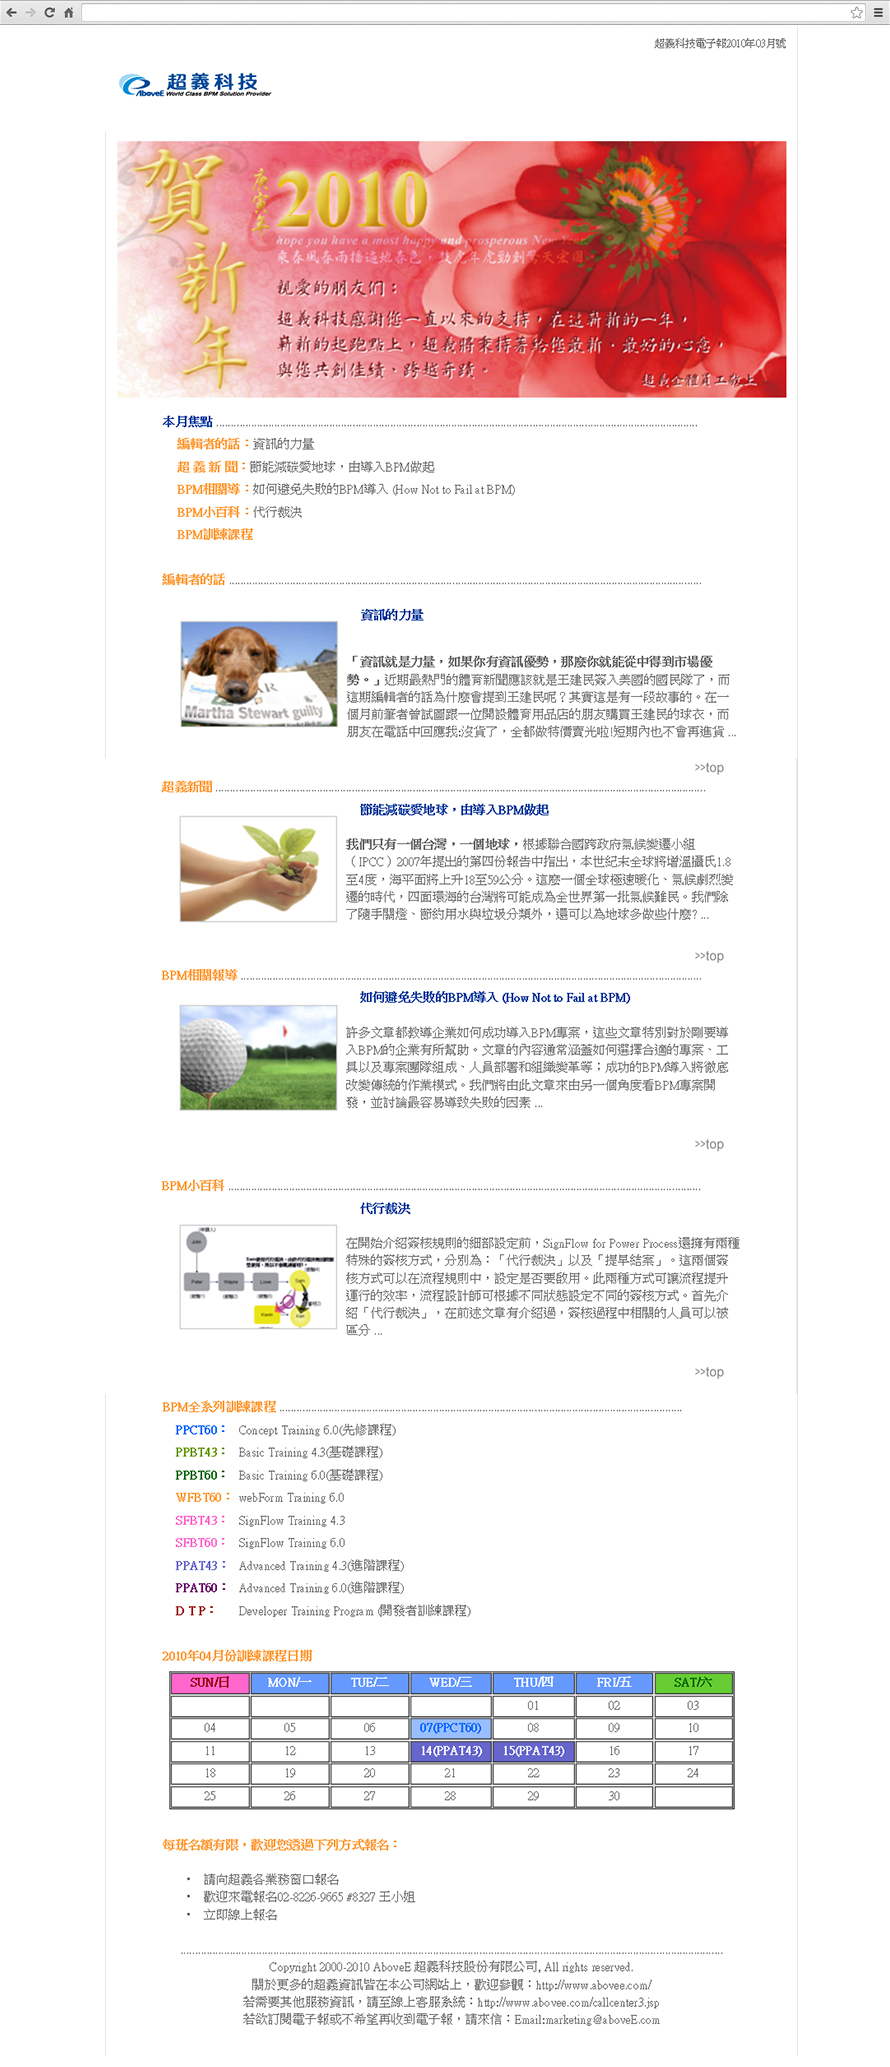 超義科技電子報2010年03月號
超義科技
AboveE World Class BPM Solution Provider
賀新年
庚寅年
2010
hope you have a most happy and prosperous New Year
乘春風春雨播遍地春色，鼓虎年虎勁創驚天宏圖
親愛的朋友们：
超義科技感謝您一直以來的支持，在這嶄新的一年，
嶄新的起跑點上，超義將秉持著給您最新、最好的心意，
與您共創佳績、跨越奇蹟。
超義全體員工敬上
本月焦點
編輯者的話：資訊的力量
超 義 新 聞：節能減碳愛地球，由導入BPM做起
BPM相關導：如何避免失敗的BPM導入 (How Not to Fail at BPM)
BPM小百科：代行裁決
BPM訓練課程
編輯者的話
資訊的力量
Martha Stewart guilty
「資訊就是力量，如果你有資訊優勢，那麼你就能從中得到市場優
勢。」近期最熱門的體育新聞應該就是王建民簽入美國的國民隊了，而
這期編輯者的話為什麼會提到王建民呢？其實這是有一段故事的。在一
個月前筆者曾試圖跟一位開設體育用品店的朋友購買王建民的球衣，而
朋友在電話中回應我:沒貨了，全都做特價賣光啦!短期內也不會再進貨 ...
>>top
超義新聞
節能減碳愛地球，由導入BPM做起
我們只有一個台灣，一個地球，根據聯合國跨政府氣候變遷小組
（IPCC）2007年提出的第四份報告中指出，本世紀末全球將增溫攝氏1.8
至4度，海平面將上升18至59公分。這麼一個全球極速暖化、氣候劇烈變
遷的時代，四面環海的台灣將可能成為全世界第一批氣候難民。我們除
了隨手關燈、節約用水與垃圾分類外，還可以為地球多做些什麼? ...
>>top
BPM相關報導
如何避免失敗的BPM導入 (How Not to Fail at BPM)
許多文章都教導企業如何成功導入BPM專案，這些文章特別對於剛要導
入BPM的企業有所幫助。文章的內容通常涵蓋如何選擇合適的專案、工
具以及專案團隊組成、人員部署和組織變革等；成功的BPM導入將徹底
改變傳統的作業模式。我們將由此文章來由另一個角度看BPM專案開
發，並討論最容易導致失敗的因素 ...
>>top
BPM小百科
代行裁決
John
Peter
Wayne
在開始介紹簽核規則的細部設定前，SignFlow for Power Process還擁有兩種
特殊的簽核方式，分別為：「代行裁決」以及「提早結案」。這兩個簽
核方式可以在流程規則中，設定是否要啟用。此兩種方式可讓流程提升
運行的效率，流程設計師可根據不同狀態設定不同的簽核方式。首先介
紹「代行裁決」，在前述文章有介紹過，簽核過程中相關的人員可以被
區分 ...
>>top
BPM全系列訓練課程
PPCT60： Concept Training 6.0(先修課程)
PPBT43： Basic Training 4.3(基礎課程)
PPBT60： Basic Training 6.0(基礎課程)
WFBT60： webForm Training 6.0
SFBT43： SignFlow Training 4.3
SFBT60： SignFlow Training 6.0
PPAT43： Advanced Training 4.3(進階課程)
PPAT60： Advanced Training 6.0(進階課程)
D T P： Developer Training Program (開發者訓練課程)
2010年04月份訓練課程日期
SUN/日 MON/一 TUE/二 WED/三 THU/四 FRI/五 SAT/六
01 02 03
04 05 06 07(PPCT60) 08 09 10
11 12 13 14(PPAT43) 15(PPAT43) 16 17
18 19 20 21 22 23 24
25 26 27 28 29 30
每班名額有限，歡迎您透過下列方式報名：
• 請向超義各業務窗口報名
• 歡迎來電報名02-8226-9665 #8327 王小姐
• 立即線上報名
Copyright 2000-2010 AboveE 超義科技股份有限公司, All rights reserved.
關於更多的超義資訊皆在本公司網站上，歡迎參觀：http://www.abovee.com/
若需要其他服務資訊，請至線上客服系統：http://www.abovee.com/callcenter3.jsp
若欲訂閱電子報或不希望再收到電子報，請來信：Email:marketing@aboveE.com